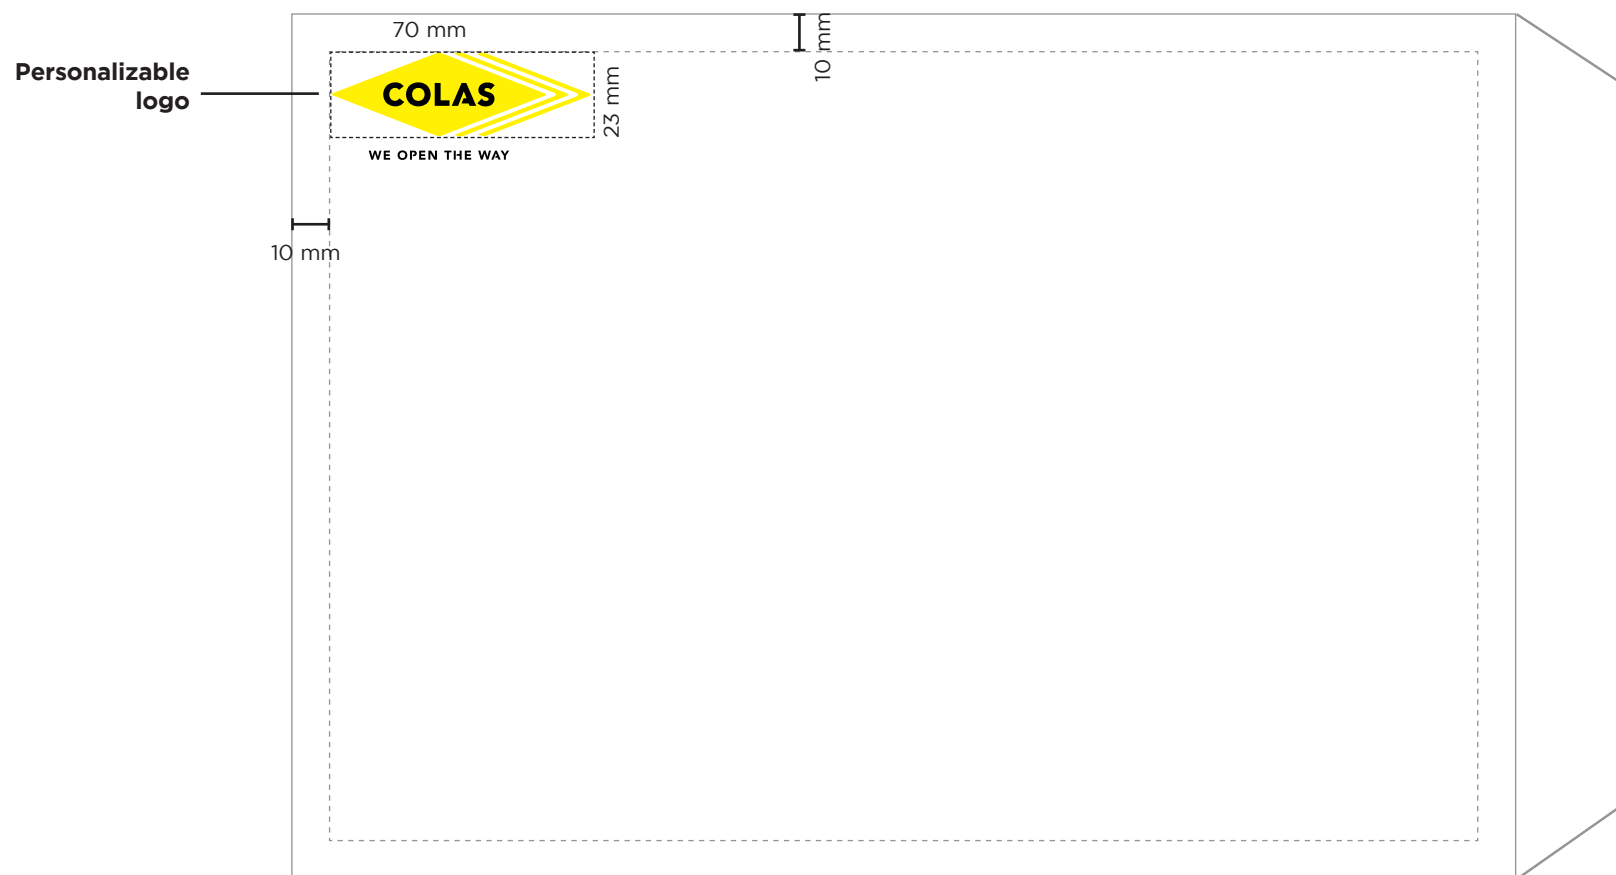 70 mm
10 mm
Personalizable
logo
COLAS
23 mm
WE OPEN THE WAY
10 mm